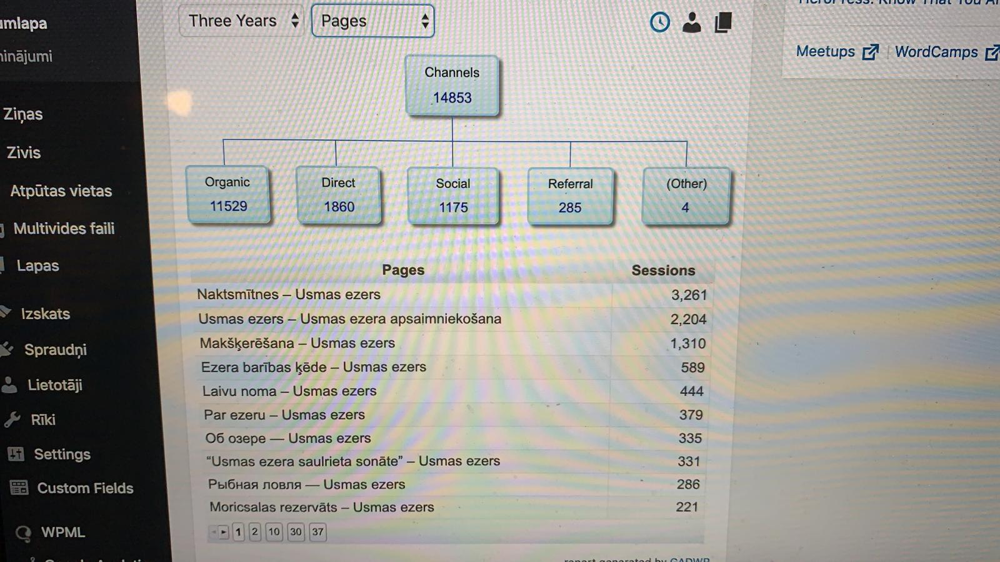 Three Years
Pages
Meetups
WordCamps
Channels
14853
Organic
11529
Direct
1860
Social
1175
Referral
285
(Other)
4
Pages Sessions
Naktsmītnes – Usmas ezers 3,261
Usmas ezers – Usmas ezera apsaimniekošana 2,204
Makšķerēšana – Usmas ezers 1,310
Ezera barības ķēde – Usmas ezers 589
Laivu noma – Usmas ezers 444
Par ezeru – Usmas ezers 379
Об озере — Usmas ezers 335
“Usmas ezera saulrieta sonāte” – Usmas ezers 331
Рыбная ловля — Usmas ezers 286
Moricsalas rezervāts – Usmas ezers 221
1 2 10 30 37
report generated by GADWP
Ziņas
Zivis
Atpūtas vietas
Multivides faili
Lapas
Izskats
Spraudņi
Lietotāji
Rīki
Settings
Custom Fields
WPML